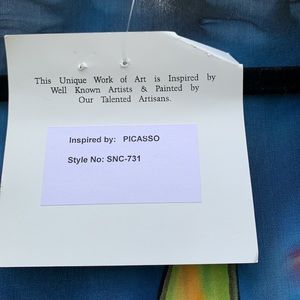 This Unique Work of Art is Inspired by
Well Known Artists & Painted by
Our Talented Artisans.
Inspired by: PICASSO
Style No: SNC-731